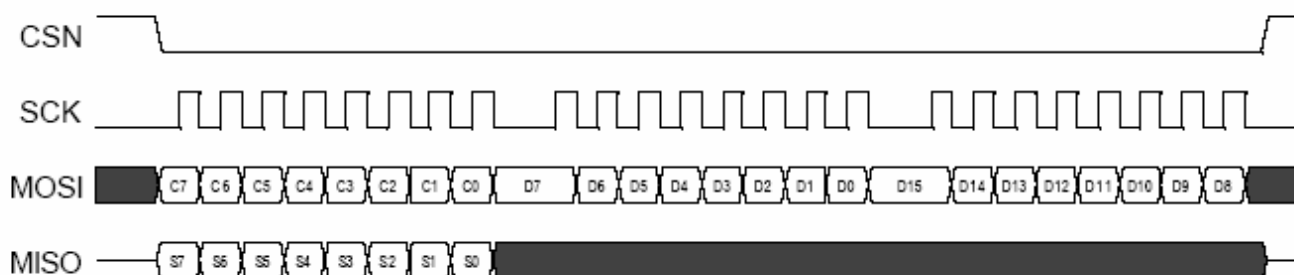 CSN
SCK
MOSI C7 C6 C5 C4 C3 C2 C1 C0 D7 D6 D5 D4 D3 D2 D1 D0 D15 D14 D13 D12 D11 D10 D9 D8
MISO S7 S6 S5 S4 S3 S2 S1 S0